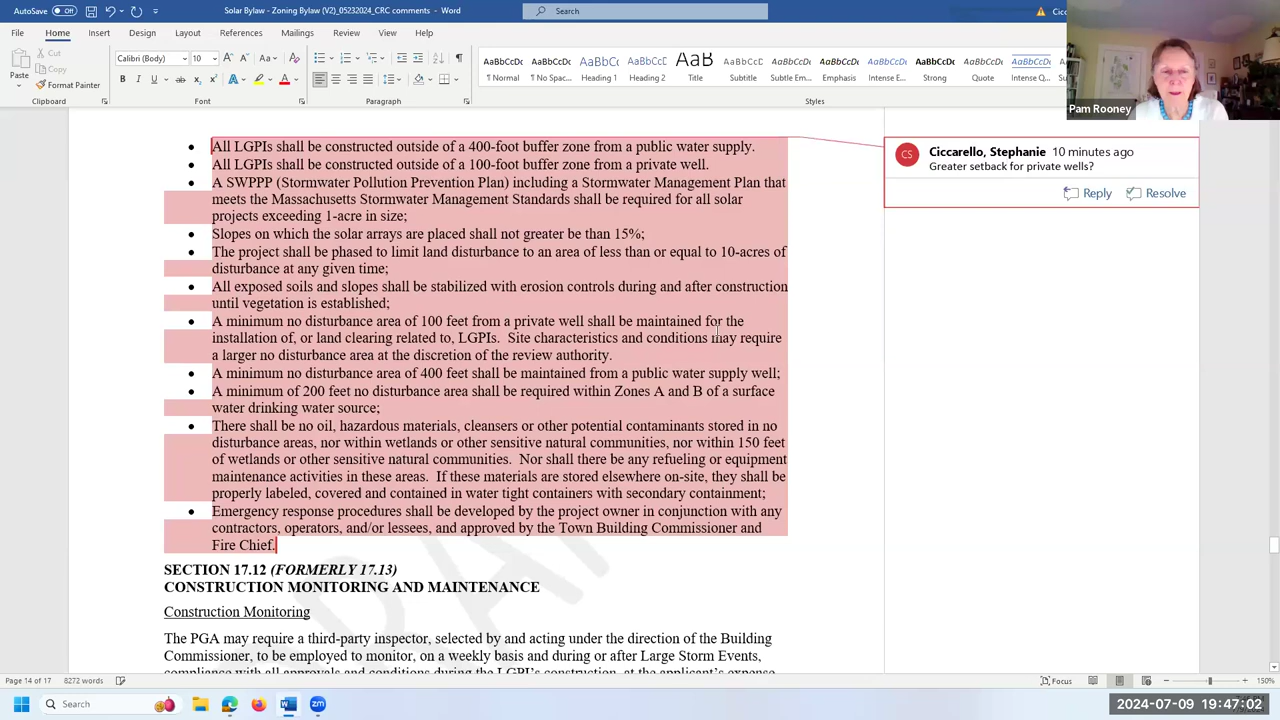 AutoSave Off Solar Bylaw - Zoning Bylaw (V2)_05232024_CRC comments - Word Search Cicc
File Home Insert Draw Design Layout References Mailings Review View Help
Paste Cut Copy Format Painter
Calibri (Body) 10
AaBbCcDc AaBbCcDc AaBbCc AaBbCcD AaB AaBbCcD AaBbCcDc AaBbCcDc AaBbCcDc AaBbCcDc AaBbCcDc AaBbCcDc
¶ Normal ¶ No Spac... Heading 1 Heading 2 Title Subtitle Subtle Em... Emphasis Intense E... Strong Quote Intense Q...
Clipboard Font Paragraph Styles
Pam Rooney
• All LGPIs shall be constructed outside of a 400-foot buffer zone from a public water supply.
• All LGPIs shall be constructed outside of a 100-foot buffer zone from a private well.
• A SWPPP (Stormwater Pollution Prevention Plan) including a Stormwater Management Plan that
meets the Massachusetts Stormwater Management Standards shall be required for all solar
projects exceeding 1-acre in size;
• Slopes on which the solar arrays are placed shall not greater be than 15%;
• The project shall be phased to limit land disturbance to an area of less than or equal to 10-acres of
disturbance at any given time;
• All exposed soils and slopes shall be stabilized with erosion controls during and after construction
until vegetation is established;
• A minimum no disturbance area of 100 feet from a private well shall be maintained for the
installation of, or land clearing related to, LGPIs. Site characteristics and conditions may require
a larger no disturbance area at the discretion of the review authority.
• A minimum no disturbance area of 400 feet shall be maintained from a public water supply well;
• A minimum of 200 feet no disturbance area shall be required within Zones A and B of a surface
water drinking water source;
• There shall be no oil, hazardous materials, cleansers or other potential contaminants stored in no
disturbance areas, nor within wetlands or other sensitive natural communities, nor within 150 feet
of wetlands or other sensitive natural communities. Nor shall there be any refueling or equipment
maintenance activities in these areas. If these materials are stored elsewhere on-site, they shall be
properly labeled, covered and contained in water tight containers with secondary containment;
• Emergency response procedures shall be developed by the project owner in conjunction with any
contractors, operators, and/or lessees, and approved by the Town Building Commissioner and
Fire Chief.
SECTION 17.12 (FORMERLY 17.13)
CONSTRUCTION MONITORING AND MAINTENANCE
Construction Monitoring
The PGA may require a third-party inspector, selected by and acting under the direction of the Building
Commissioner, to be employed to monitor, on a weekly basis and during or after Large Storm Events,
compliance with all approvals and conditions during the LGPI's construction, at the applicant's expense
CS Ciccarello, Stephanie 10 minutes ago
Greater setback for private wells?
Reply Resolve
Page 14 of 17 8272 words Focus 150%
Search
2024-07-09 19:47:02